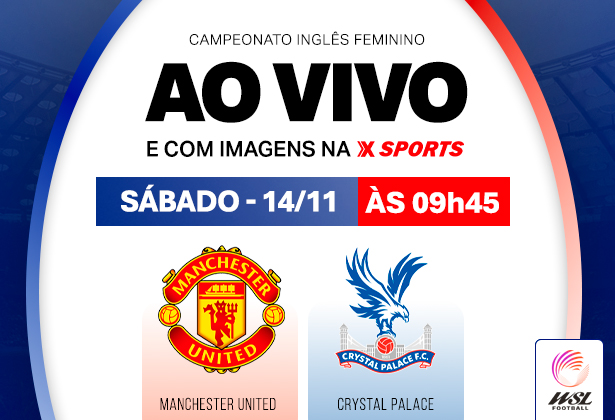 CAMPEONATO INGLÊS FEMININO
AO VIVO
E COM IMAGENS NA X SPORTS
SÁBADO - 14/11 ÀS 09h45
MANCHESTER
UNITED
CRYSTAL PALACE F.C.
MANCHESTER UNITED
CRYSTAL PALACE
WSL
FOOTBALL